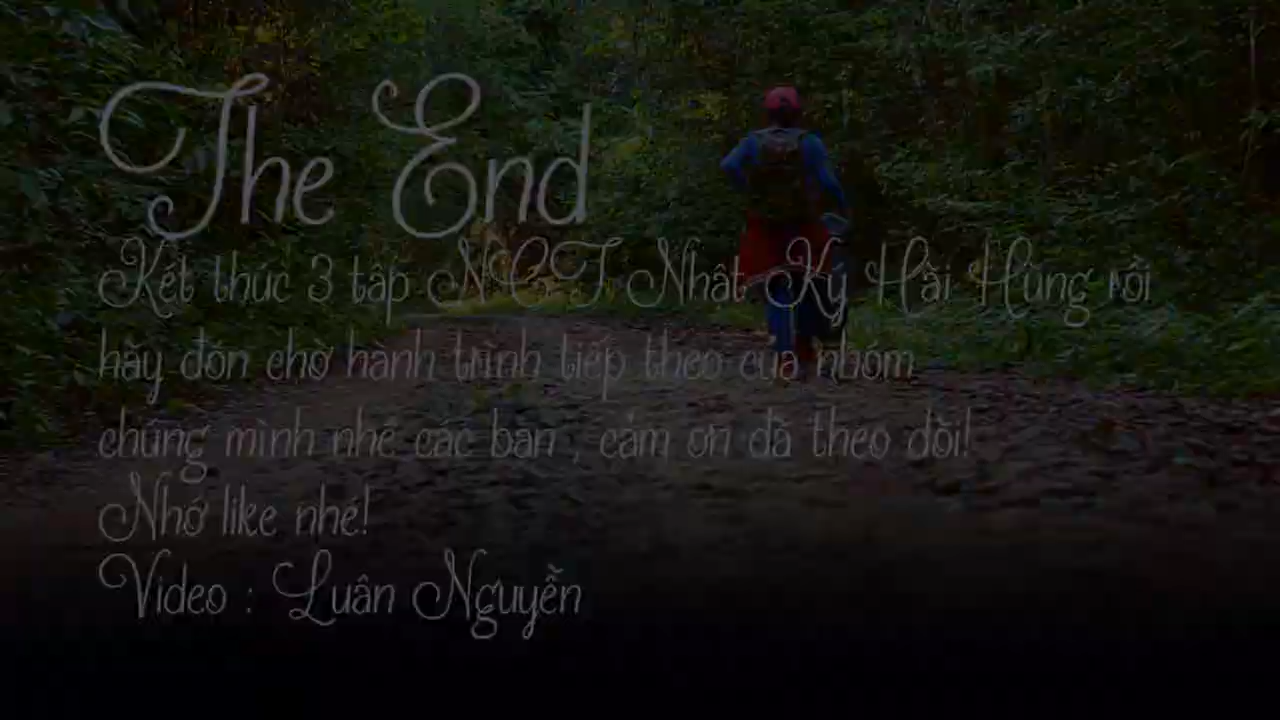 The End
Kết thúc 3 tập NCT Nhật Ký Hài Hùng rồi
hãy đón chờ hành trình tiếp theo của nhóm
chúng mình nhé các bạn , cảm ơn đã theo dõi!
Nhớ like nhé!
Video : Luân Nguyễn